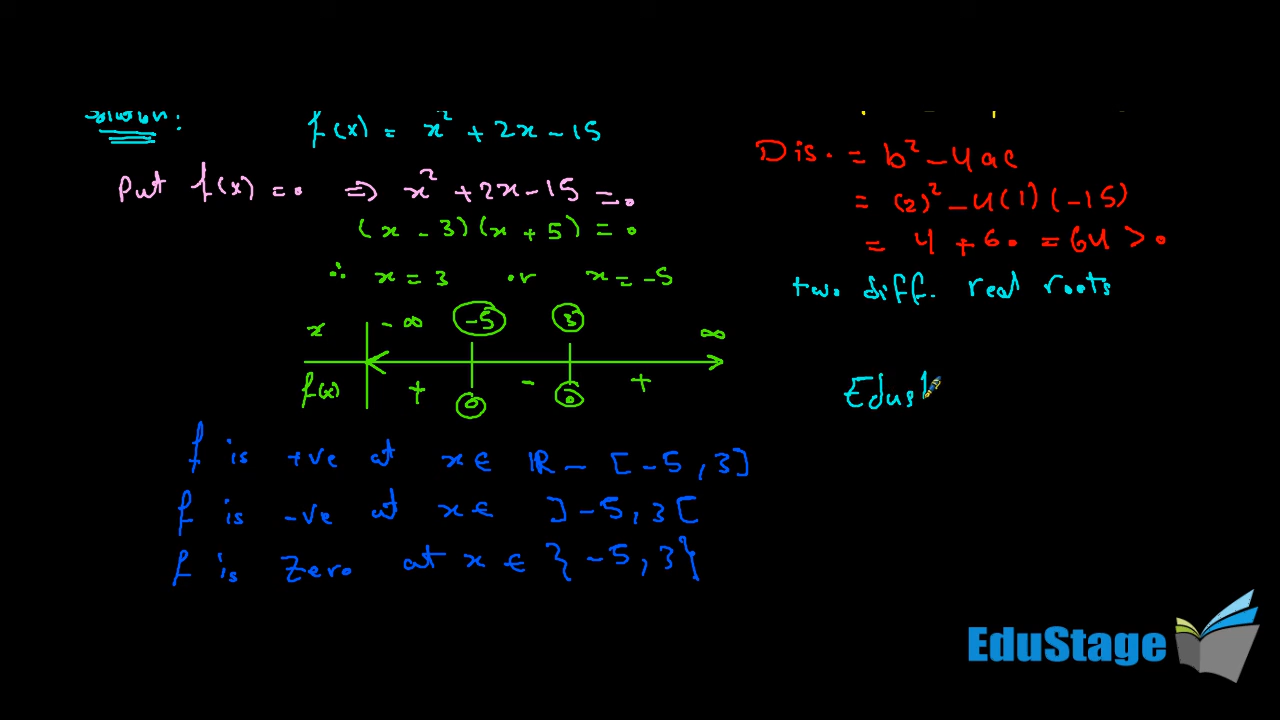 Solution:
f(x) = x² + 2x - 15
Put f(x) = 0 ⇒ x² + 2x - 15 = 0
(x - 3)(x + 5) = 0
∴ x = 3 or x = -5
x -∞ -5 3 ∞
f(x) + 0 - 0 +
f is +ve at x ∈ ℝ - [-5, 3]
f is -ve at x ∈ ]-5, 3[
f is Zero at x ∈ {-5, 3}
Dis. = b² - 4ac
= (2)² - 4(1)(-15)
= 4 + 60 = 64 > 0
two diff. real roots
EduStage